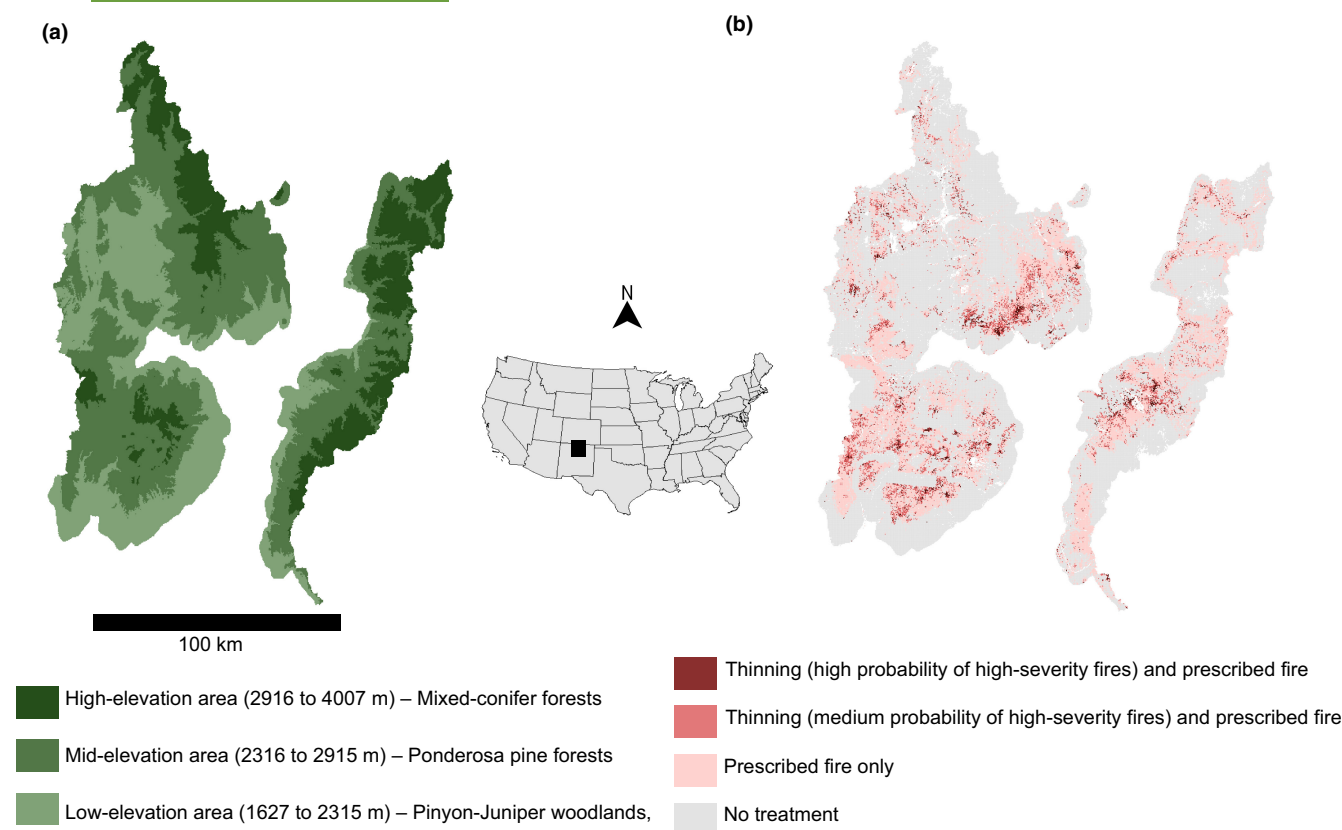 (a)
(b)
N
100 km
High-elevation area (2916 to 4007 m) – Mixed-conifer forests
Mid-elevation area (2316 to 2915 m) – Ponderosa pine forests
Low-elevation area (1627 to 2315 m) – Pinyon-Juniper woodlands,
Thinning (high probability of high-severity fires) and prescribed fire
Thinning (medium probability of high-severity fires) and prescribed fire
Prescribed fire only
No treatment